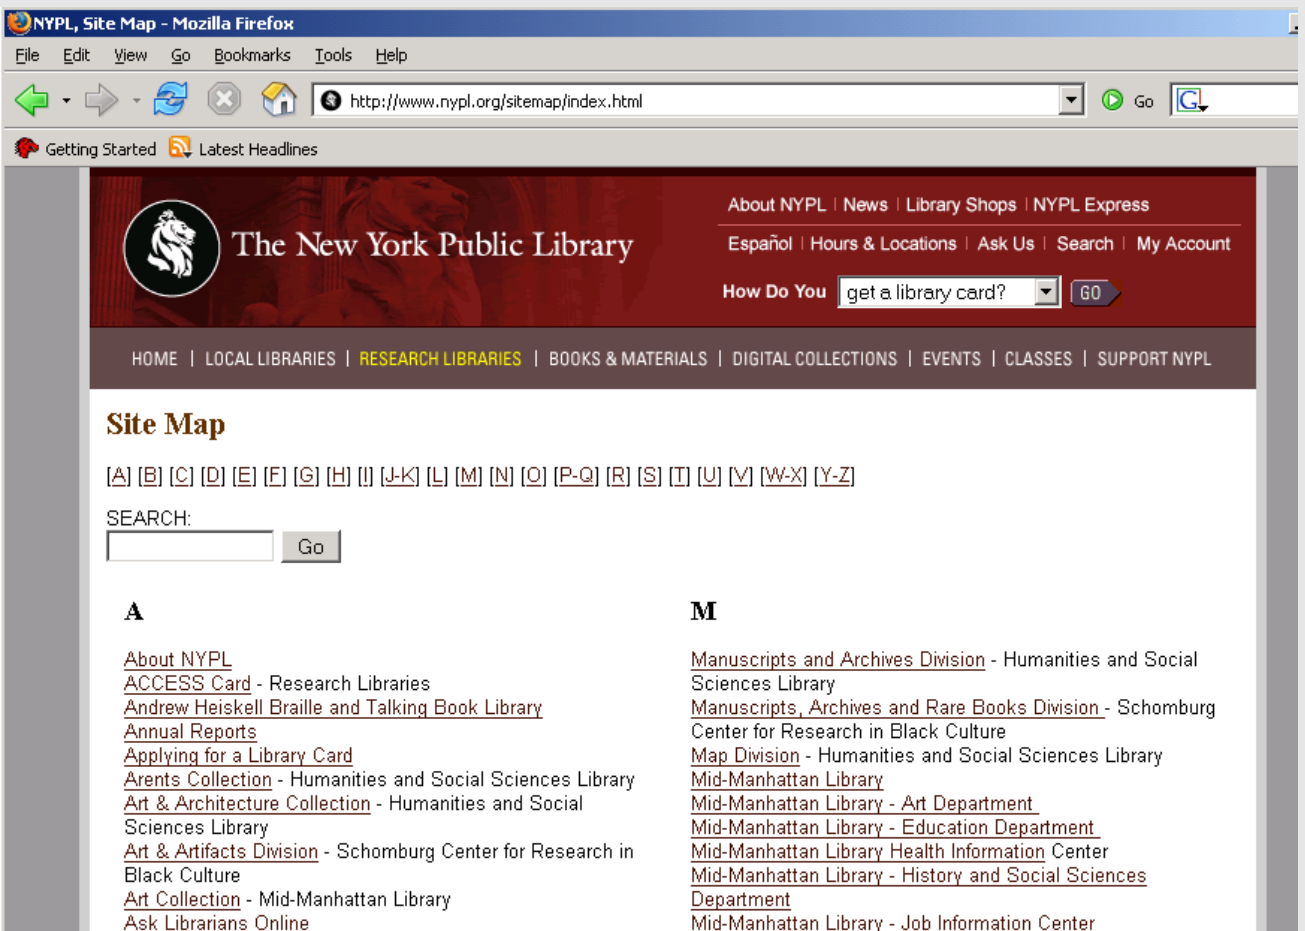 NYPL, Site Map - Mozilla Firefox
File Edit View Go Bookmarks Tools Help
http://www.nypl.org/sitemap/index.html Go G
Getting Started Latest Headlines
About NYPL | News | Library Shops | NYPL Express
The New York Public Library
Español | Hours & Locations | Ask Us | Search | My Account
How Do You get a library card? GO
HOME | LOCAL LIBRARIES | RESEARCH LIBRARIES | BOOKS & MATERIALS | DIGITAL COLLECTIONS | EVENTS | CLASSES | SUPPORT NYPL
Site Map
[A] [B] [C] [D] [E] [F] [G] [H] [I] [J-K] [L] [M] [N] [O] [P-Q] [R] [S] [T] [U] [V] [W-X] [Y-Z]
SEARCH:
Go
A
About NYPL
ACCESS Card - Research Libraries
Andrew Heiskell Braille and Talking Book Library
Annual Reports
Applying for a Library Card
Arents Collection - Humanities and Social Sciences Library
Art & Architecture Collection - Humanities and Social
Sciences Library
Art & Artifacts Division - Schomburg Center for Research in
Black Culture
Art Collection - Mid-Manhattan Library
Ask Librarians Online
M
Manuscripts and Archives Division - Humanities and Social
Sciences Library
Manuscripts, Archives and Rare Books Division - Schomburg
Center for Research in Black Culture
Map Division - Humanities and Social Sciences Library
Mid-Manhattan Library
Mid-Manhattan Library - Art Department
Mid-Manhattan Library - Education Department
Mid-Manhattan Library Health Information Center
Mid-Manhattan Library - History and Social Sciences
Department
Mid-Manhattan Library - Job Information Center